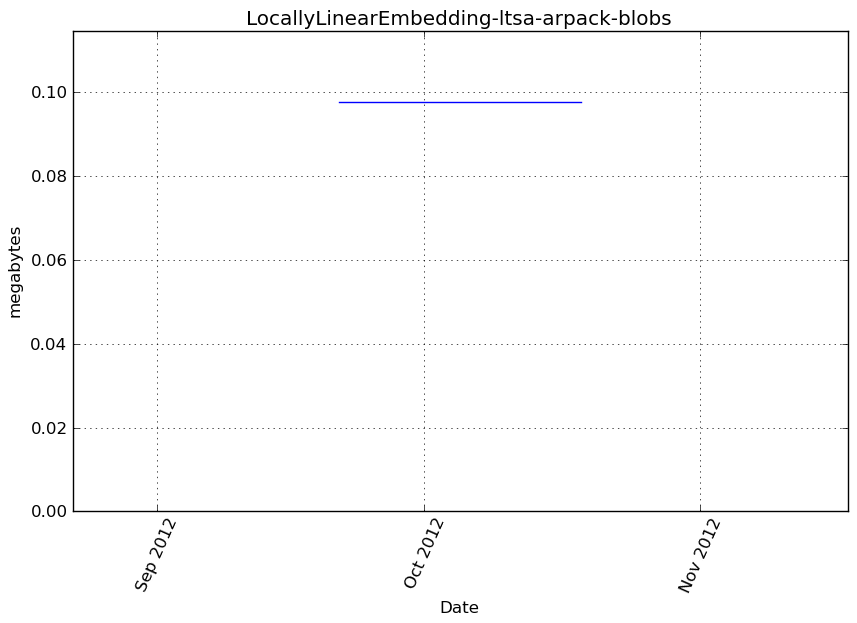 LocallyLinearEmbedding-ltsa-arpack-blobs
megabytes
0.10
0.08
0.06
0.04
0.02
0.00
Sep 2012
Oct 2012
Nov 2012
Date